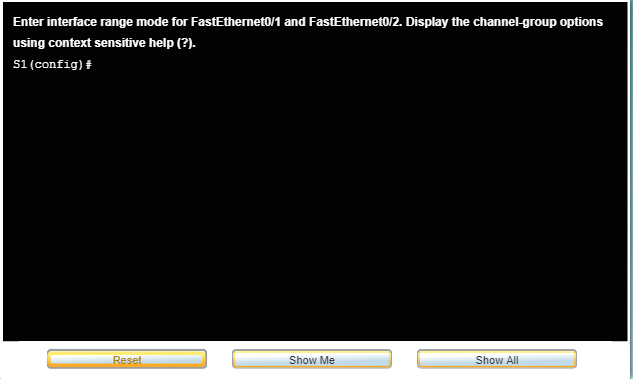 Enter interface range mode for FastEthernet0/1 and FastEthernet0/2. Display the channel-group options
using context sensitive help (?).
S1(config)#
Reset
Show Me
Show All